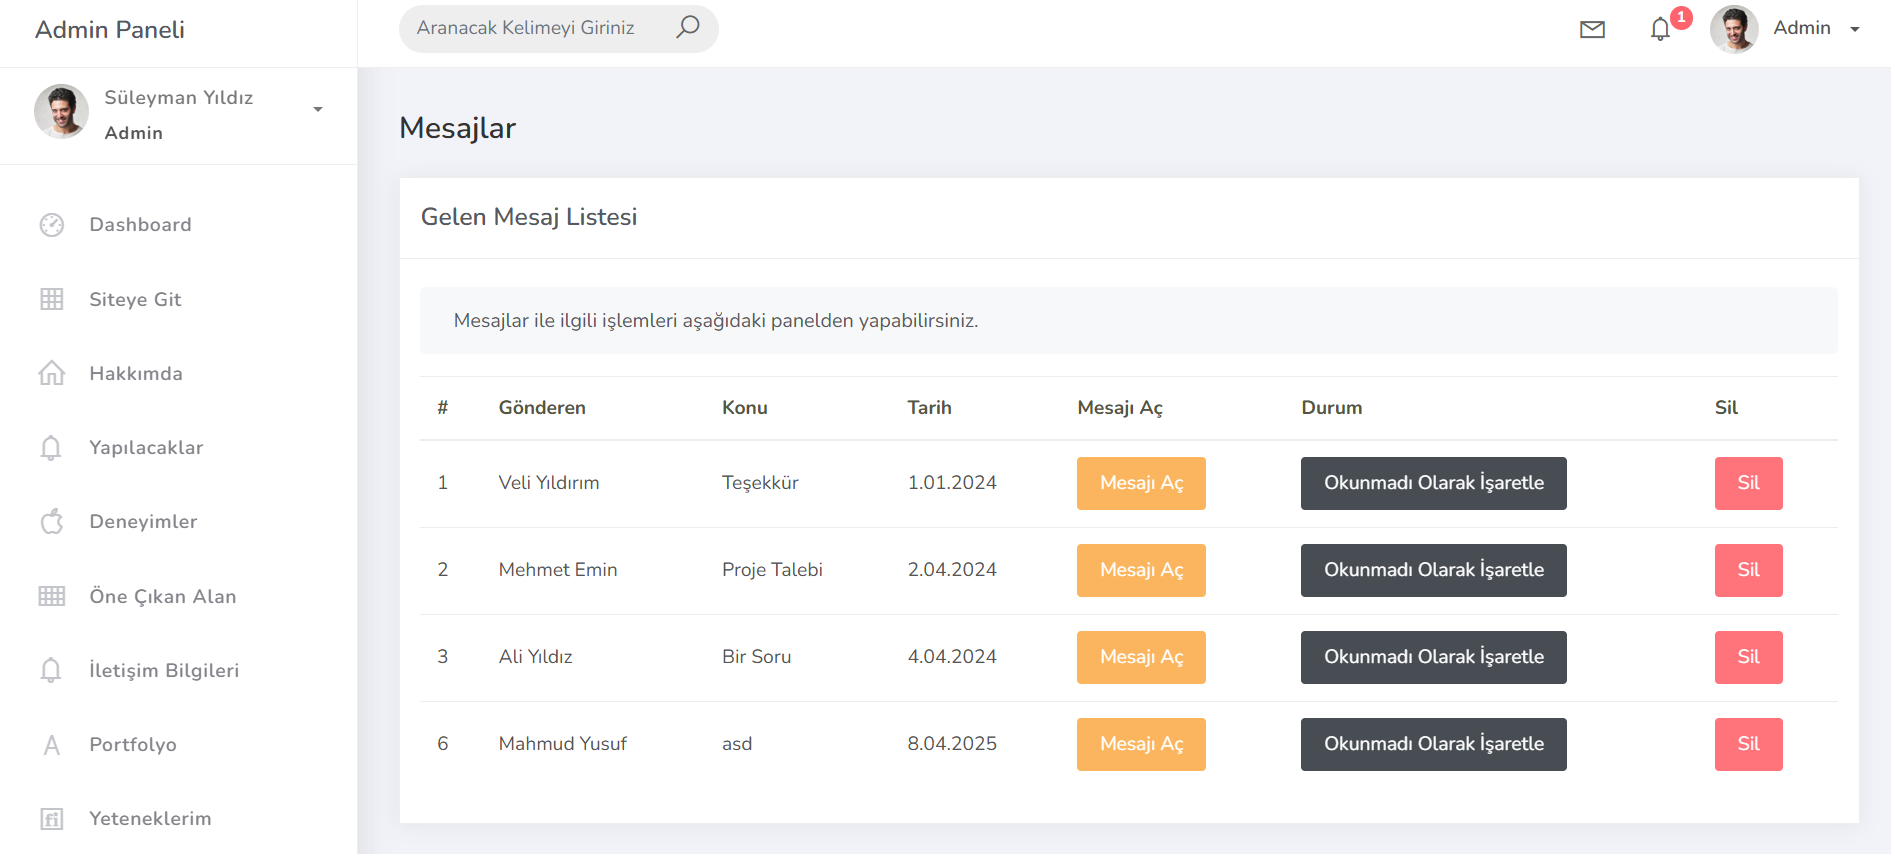 Admin Paneli
Aranacak Kelimeyi Giriniz
1
Admin
Süleyman Yıldız
Admin
Dashboard
Siteye Git
Hakkımda
Yapılacaklar
Deneyimler
Öne Çıkan Alan
İletişim Bilgileri
Portfolyo
Yeteneklerim
Mesajlar
Gelen Mesaj Listesi
Mesajlar ile ilgili işlemleri aşağıdaki panelden yapabilirsiniz.
# Gönderen Konu Tarih Mesajı Aç Durum Sil
1 Veli Yıldırım Teşekkür 1.01.2024 Mesajı Aç Okunmadı Olarak İşaretle Sil
2 Mehmet Emin Proje Talebi 2.04.2024 Mesajı Aç Okunmadı Olarak İşaretle Sil
3 Ali Yıldız Bir Soru 4.04.2024 Mesajı Aç Okunmadı Olarak İşaretle Sil
6 Mahmud Yusuf asd 8.04.2025 Mesajı Aç Okunmadı Olarak İşaretle Sil